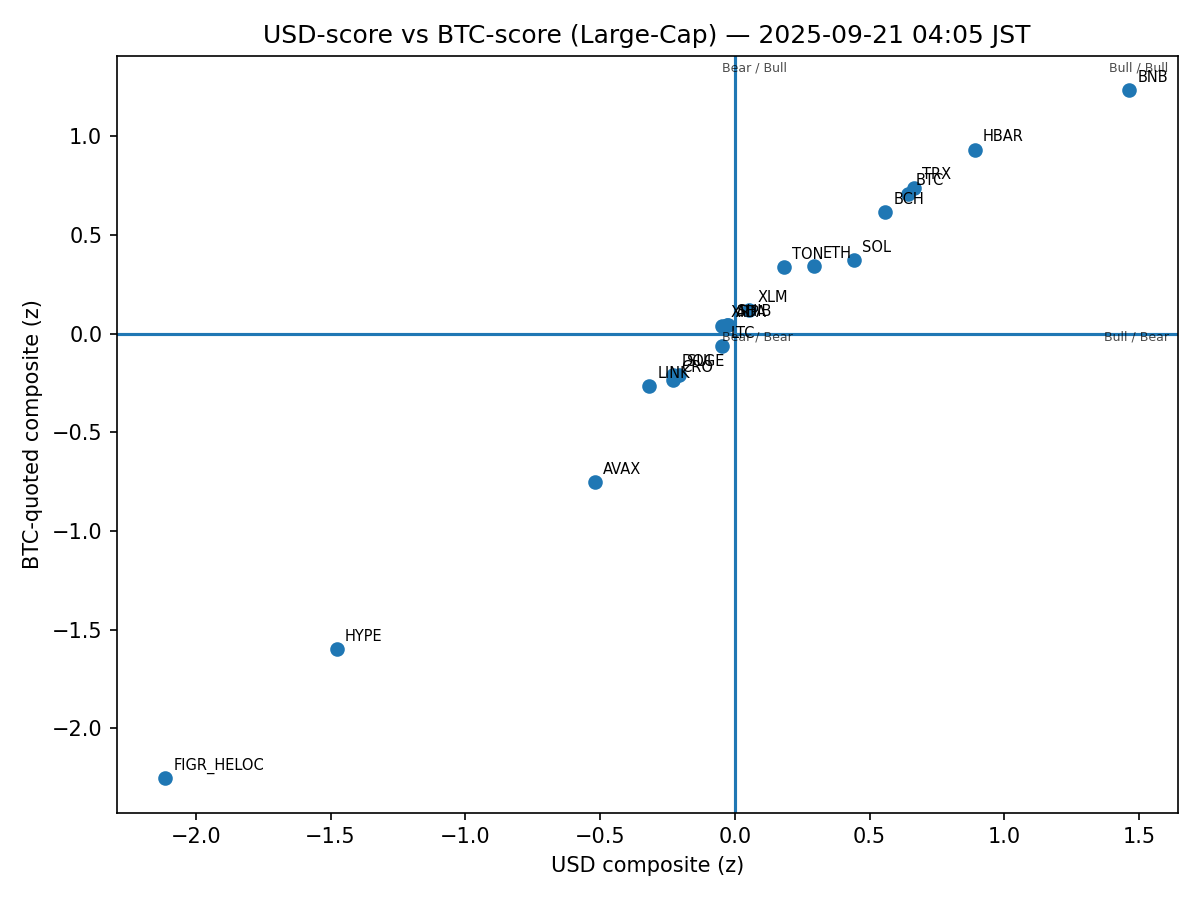 USD-score vs BTC-score (Large-Cap) — 2025-09-21 04:05 JST
Bear / Bull
Bull / Bull
BNB
HBAR
TRX
BTC
BCH
SOL
ETH
TON
XLM
LTC
Bear / Bear
Bull / Bear
CRO
LINK
AVAX
HYPE
FIGR_HELOC
1.0
0.5
0.0
−0.5
−1.0
−1.5
−2.0
BTC-quoted composite (z)
−2.0
−1.5
−1.0
−0.5
0.0
0.5
1.0
1.5
USD composite (z)